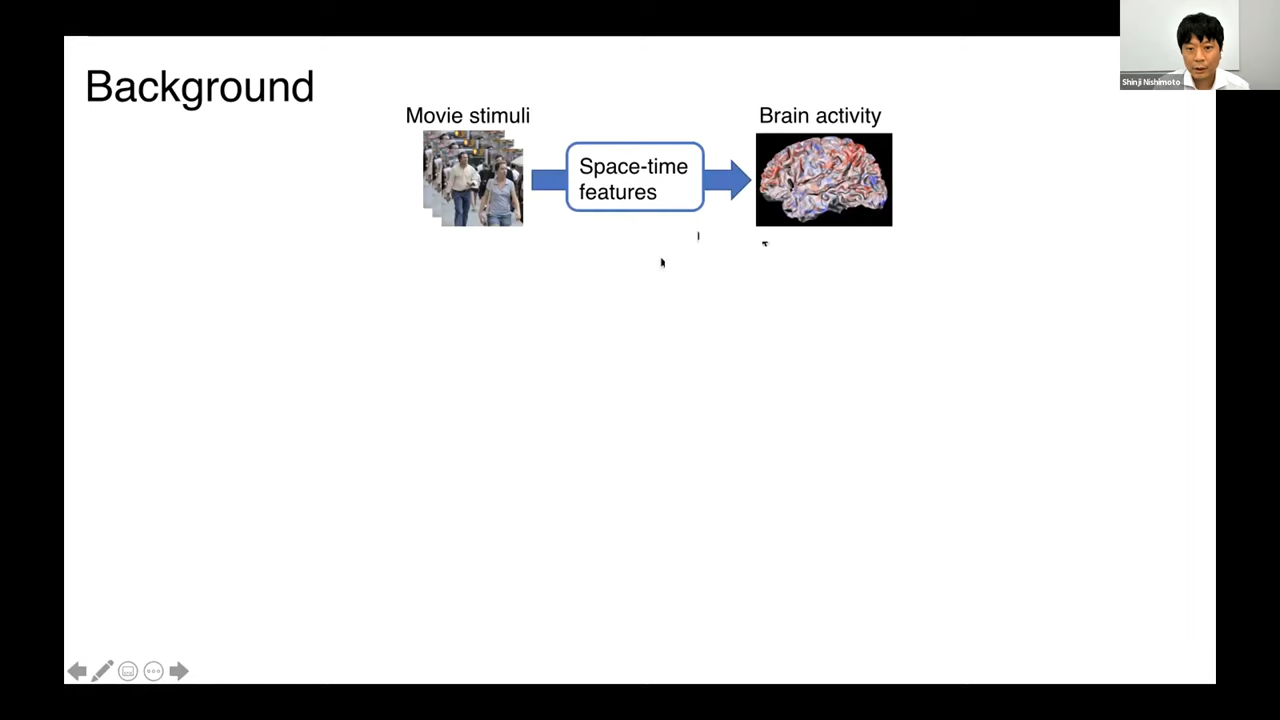 Background
Movie stimuli
Space-time
features
Brain activity
Shinji Nishimoto